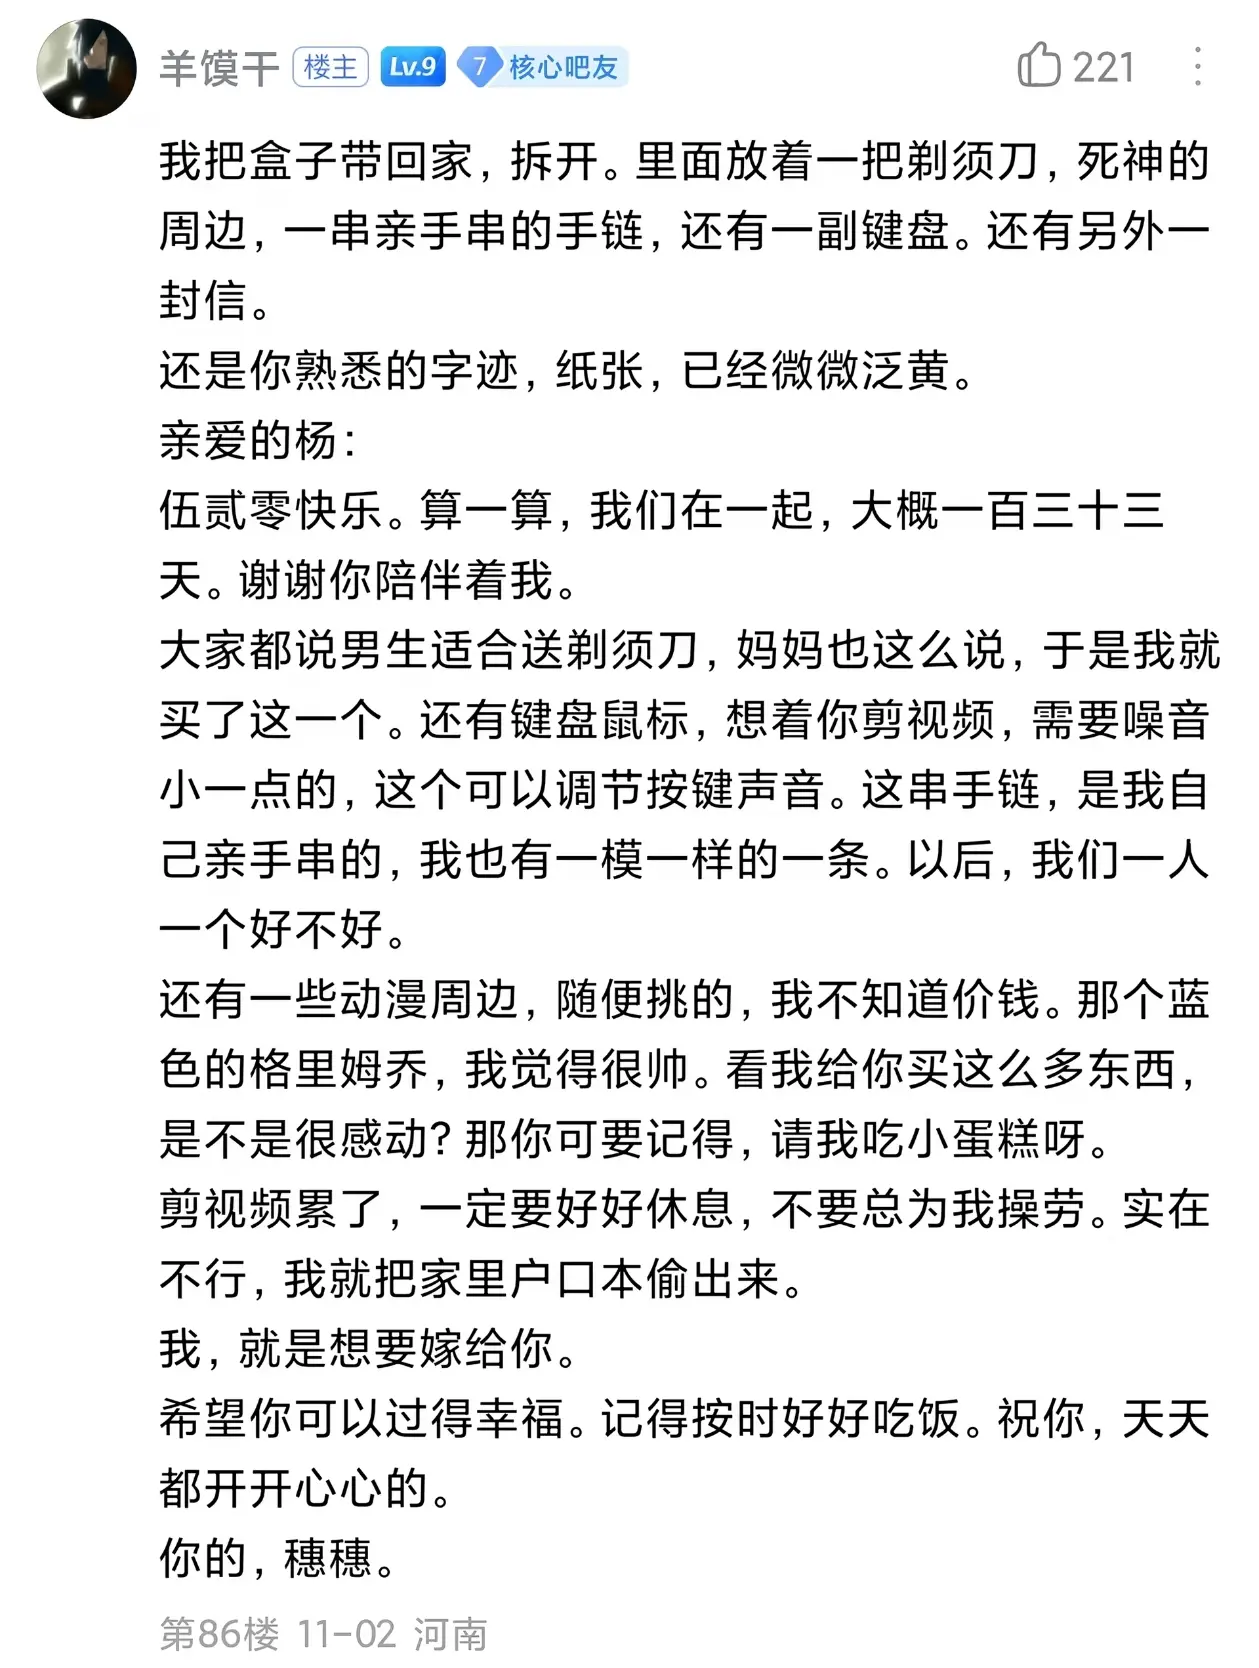 羊馍干 楼主 Lv.9 7 核心吧友 221
我把盒子带回家，拆开。里面放着一把剃须刀，死神的
周边，一串亲手串的手链，还有一副键盘。还有另外一
封信。
还是你熟悉的字迹，纸张，已经微微泛黄。
亲爱的杨：
伍贰零快乐。算一算，我们在一起，大概一百三十三
天。谢谢你陪伴着我。
大家都说男生适合送剃须刀，妈妈也这么说，于是我就
买了这一个。还有键盘鼠标，想着你剪视频，需要噪音
小一点的，这个可以调节按键声音。这串手链，是我自
己亲手串的，我也有一模一样的一条。以后，我们一人
一个好不好。
还有一些动漫周边，随便挑的，我不知道价钱。那个蓝
色的格里姆乔，我觉得很帅。看我给你买这么多东西，
是不是很感动？那你可要记得，请我吃小蛋糕呀。
剪视频累了，一定要好好休息，不要总为我操劳。实在
不行，我就把家里户口本偷出来。
我，就是想要嫁给你。
希望你可以过得幸福。记得按时好好吃饭。祝你，天天
都开开心心的。
你的，穗穗。
第86楼 11-02 河南